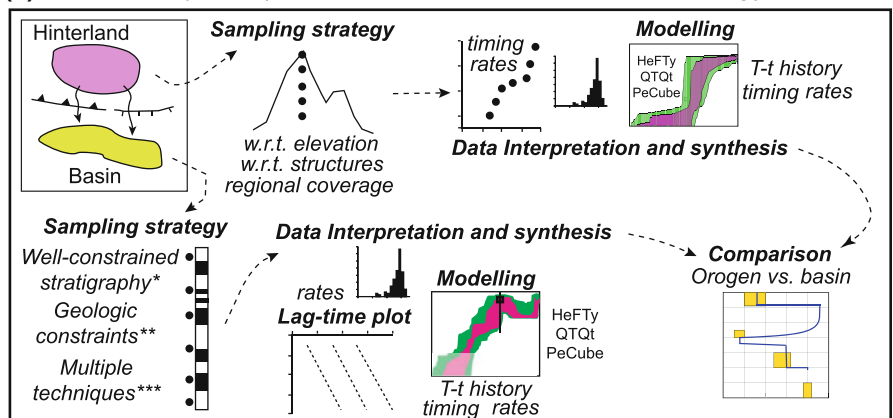 Hinterland
Basin
Sampling strategy
w.r.t. elevation
w.r.t. structures
regional coverage
timing
rates
Modelling
HeFTy
QTQt
PeCube
T-t history
timing rates
Data Interpretation and synthesis
Sampling strategy
Well-constrained
stratigraphy*
Geologic
constraints**
Multiple
techniques***
Data Interpretation and synthesis
rates
Lag-time plot
Modelling
HeFTy
QTQt
PeCube
T-t history
timing rates
Comparison
Orogen vs. basin